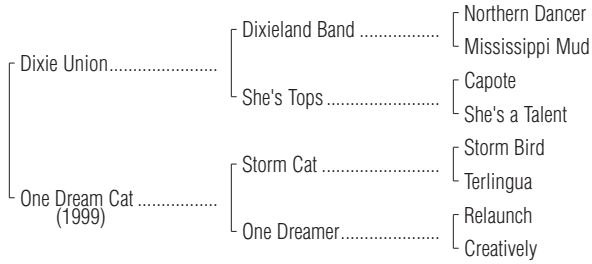 Northern Dancer
Dixieland Band ..................
Mississippi Mud
Dixie Union........................
Capote
She's Tops .........................
She's a Talent
Storm Bird
Storm Cat ..........................
Terlingua
One Dream Cat ..................
(1999)
Relaunch
One Dreamer......................
Creatively